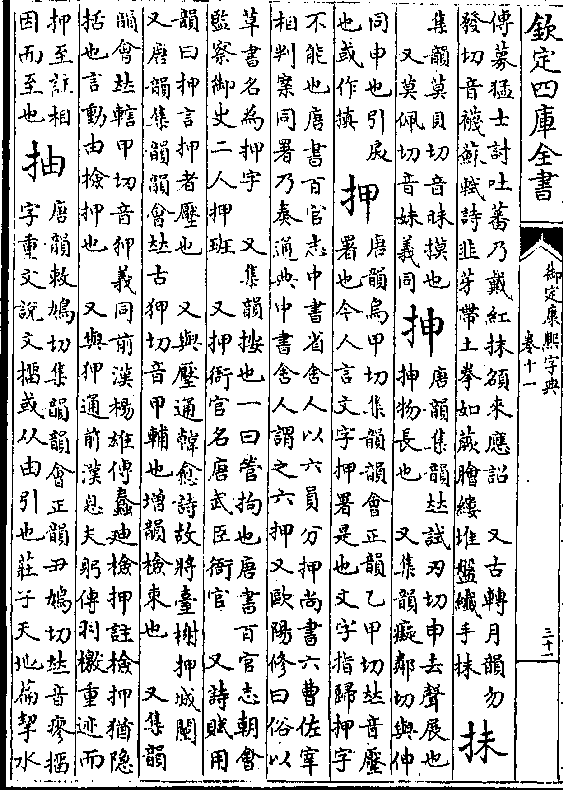 欽定四庫全書
御定康熙字典
卷十一
三十二
傳募猛士討吐蕃乃戴紅抹額來應詔 又古轉月韻勿
發切音襪蘇軾詩韭芽帶土拳如蕨膾縷堆盤纖手抹
抺
集韻莫貝切音昧摸也
又莫佩切音妹義同
抻
唐韻集韻𠀤試刃切申去聲展也
抻物長也 又集韻癡鄰切與伸
同申也引戾
也或作搷
押
唐韻烏甲切集韻韻會正韻乙甲切𠀤音壓
署也今人言文字押署是也文字指歸押字
不能也唐書百官志中書省舍人以六員分押尚書六曹佐宰
相判案同署乃奏通典中書舍人謂之六押又歐陽修曰俗以
草書名為押字 又集韻按也一曰管拘也唐書百官志朝會
監察御史二人押班 又押衙官名唐武臣衙官 又詩賦用
韻曰押言押者壓也 又與壓通韓愈詩故將臺榭押城闉
又唐韻集韻韻會𠀤古狎切音甲輔也增韻檢束也 又集韻
韻會𠀤轄甲切音狎義同前漢楊雄傳蠢迪檢押註檢押猶隱
括也言動由檢押也 又與狎通前漢息夫躬傳羽檄重迹而
押至註相
因而至也
抽
唐韻敕鳩切集韻韻會正韻丑鳩切𠀤音瘳㨨
字重文說文㨨或从由引也莊子天地篇挈水